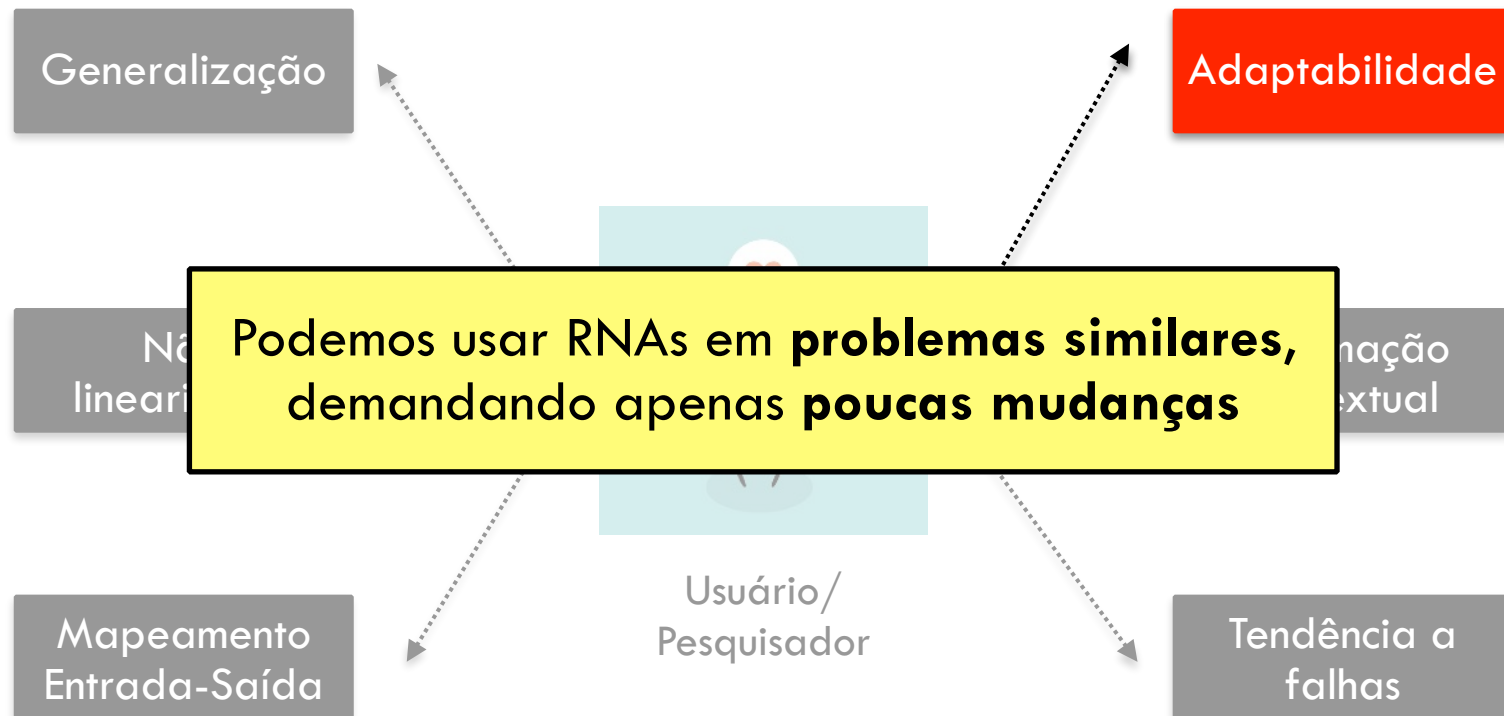 Generalização
Adaptabilidade
Podemos usar RNAs em problemas similares,
demandando apenas poucas mudanças
Usuário/
Pesquisador
Mapeamento
Entrada-Saída
Tendência a
falhas